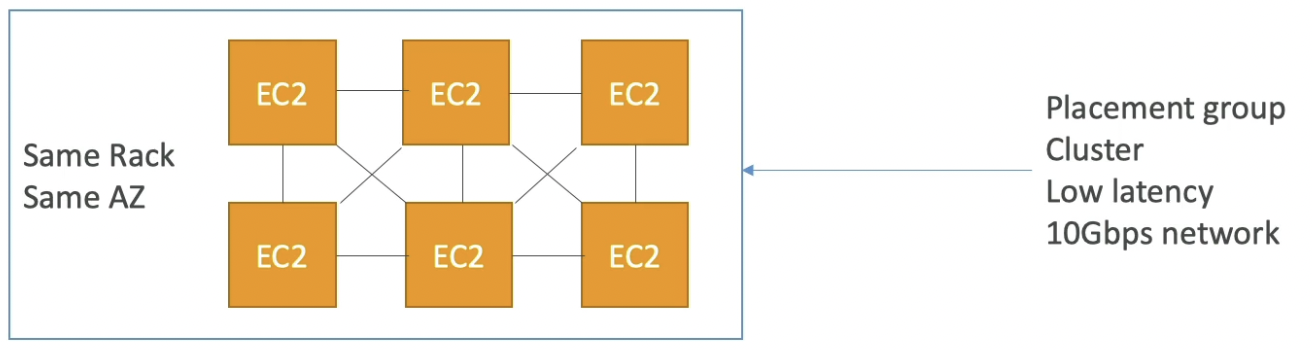 EC2 EC2 EC2
Same Rack
Same AZ
EC2 EC2 EC2
Placement group
Cluster
Low latency
10Gbps network